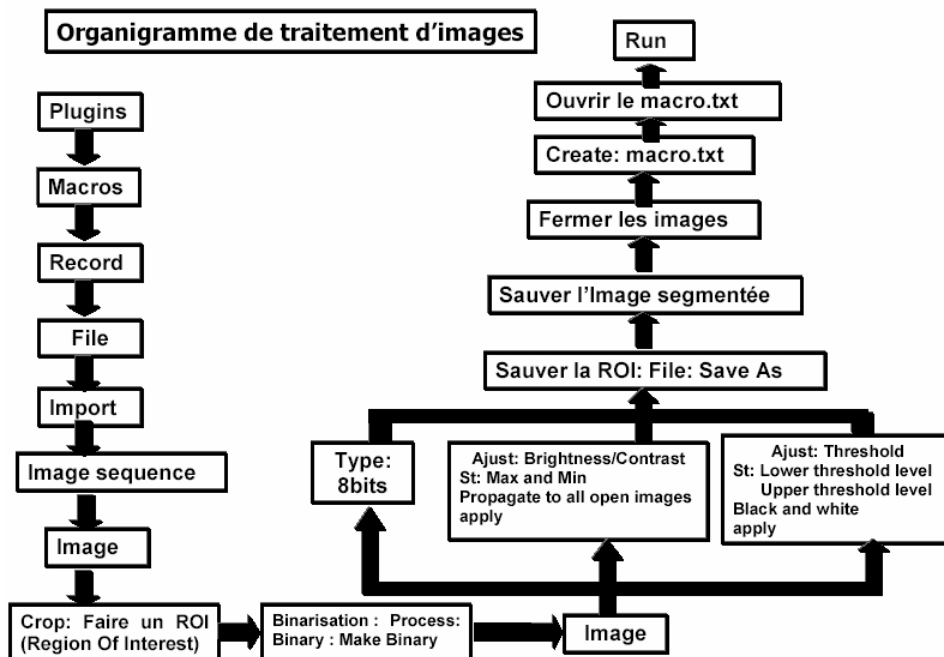 Organigramme de traitement d'images
Plugins
Macros
Record
File
Import
Image sequence
Image
Crop: Faire un ROI
(Region Of Interest)
Binarisation : Process:
Binary : Make Binary
Image
Type:
8bits
Ajust: Brightness/Contrast
St: Max and Min
Propagate to all open images
apply
Ajust: Threshold
St: Lower threshold level
Upper threshold level
Black and white
apply
Sauver la ROI: File: Save As
Sauver l'Image segmentée
Fermer les images
Create: macro.txt
Ouvrir le macro.txt
Run